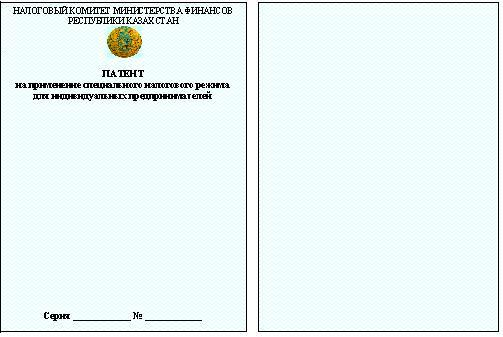 НАЛОГОВЫЙ КОМИТЕТ МИНИСТЕРСТВА ФИНАНСОВ
РЕСПУБЛИКИ КАЗАХСТАН
ПАТЕНТ
на применение специального налогового режима
для индивидуальных предпринимателей
Серия ____________ № ____________